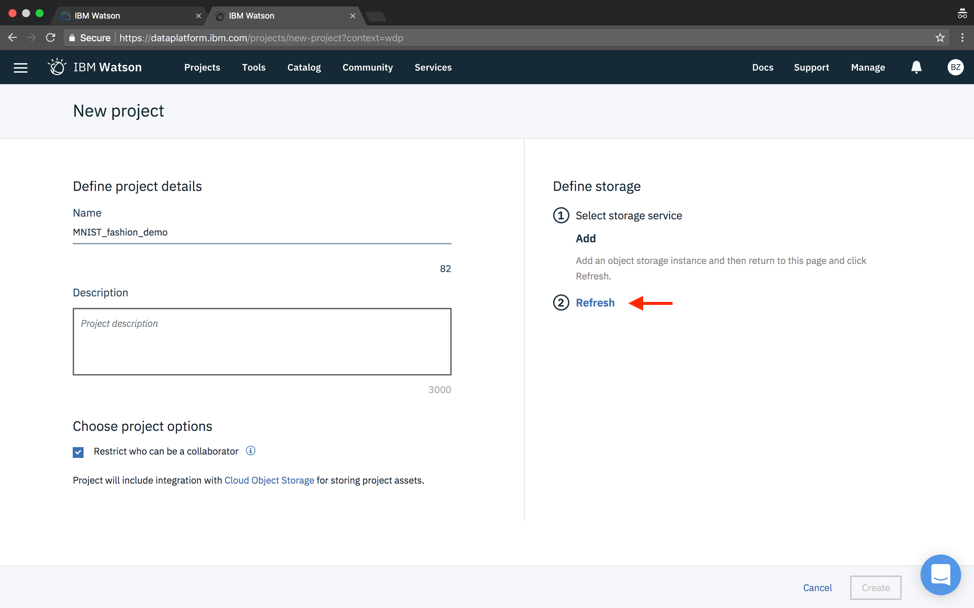 IBM Watson
IBM Watson
Secure https://dataplatform.ibm.com/projects/new-project?context=wdp
IBM Watson Projects Tools Catalog Community Services Docs Support Manage BZ
New project
Define project details
Name
MNIST_fashion_demo
82
Description
Project description
3000
Choose project options
Restrict who can be a collaborator
Project will include integration with Cloud Object Storage for storing project assets.
Define storage
1 Select storage service
Add
Add an object storage instance and then return to this page and click
Refresh.
2 Refresh
Cancel Create